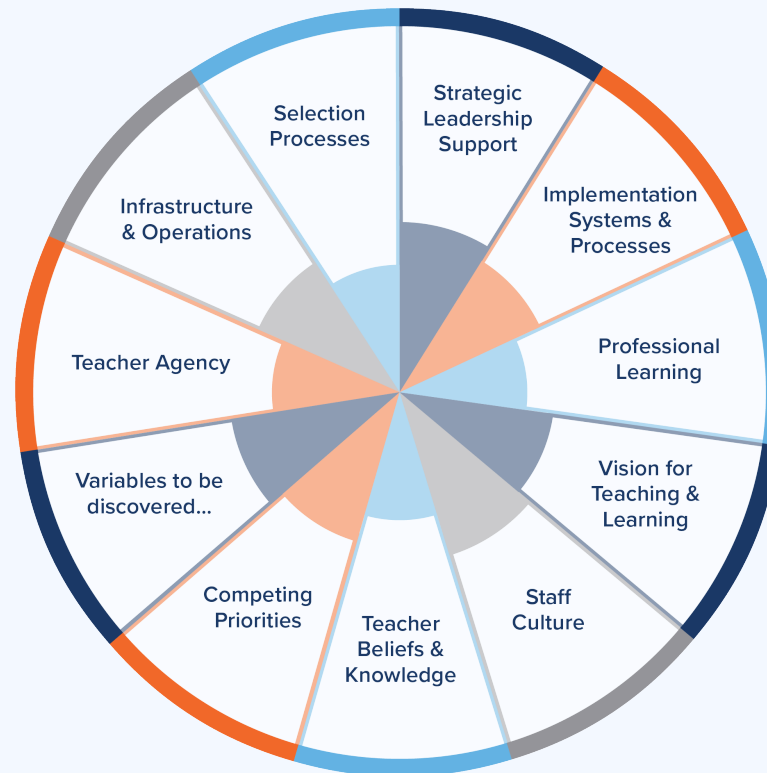 Strategic
Leadership
Support
Implementation
Systems &
Processes
Professional
Learning
Vision for
Teaching &
Learning
Staff
Culture
Teacher
Beliefs &
Knowledge
Competing
Priorities
Variables to be
discovered...
Teacher Agency
Infrastructure
& Operations
Selection
Processes